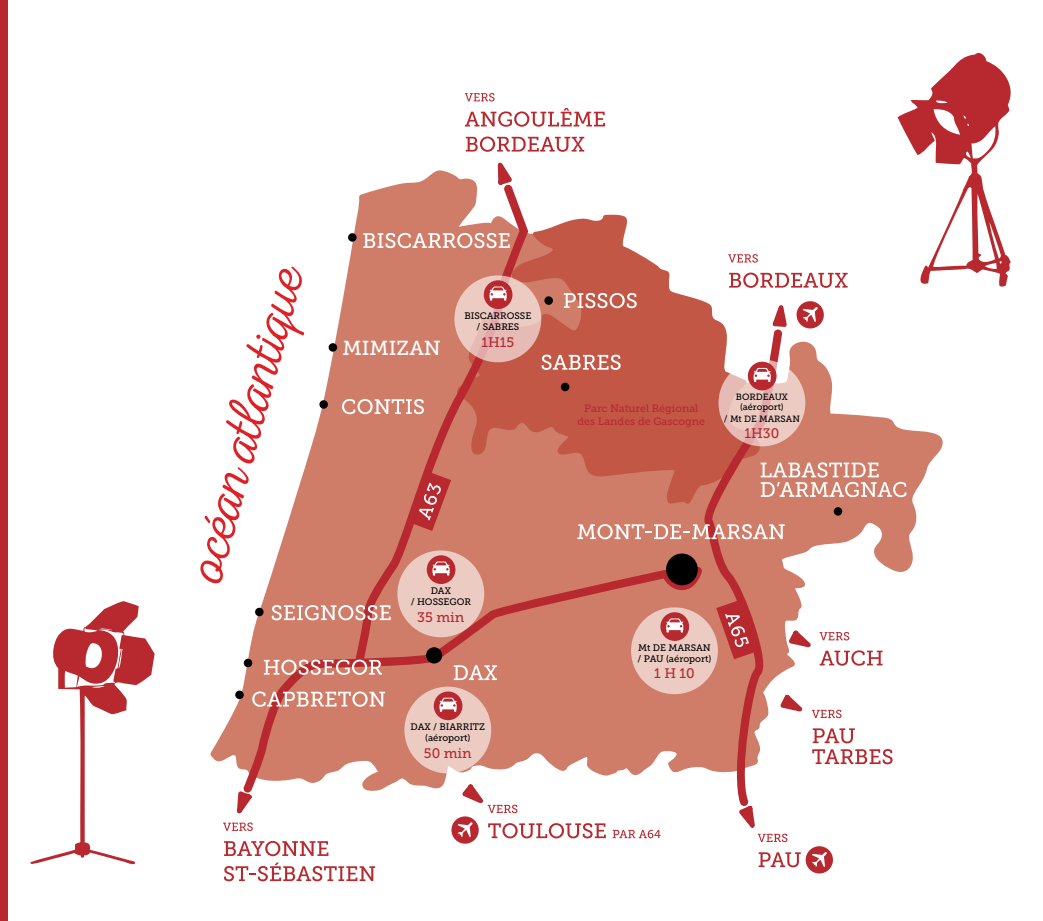 VERS
ANGOULÊME
BORDEAUX
BISCARROSSE
VERS
BORDEAUX
BISCARROSSE
/ SABRES
1H15
PISSOS
océan atlantique
MIMIZAN
SABRES
CONTIS
Parc Naturel Régional
des Landes de Gascogne
BORDEAUX
(aéroport)
/ Mt DE MARSAN
1H30
LABASTIDE
D'ARMAGNAC
A63
MONT-DE-MARSAN
DAX
/ HOSSEGOR
35 min
SEIGNOSSE
A65
Mt DE MARSAN
/ PAU (aéroport)
1 H 10
VERS
AUCH
HOSSEGOR
DAX
CAPBRETON
DAX / BIARRITZ
(aéroport)
50 min
VERS
PAU
TARBES
VERS
TOULOUSE PAR A64
VERS
BAYONNE
ST-SÉBASTIEN
VERS
PAU